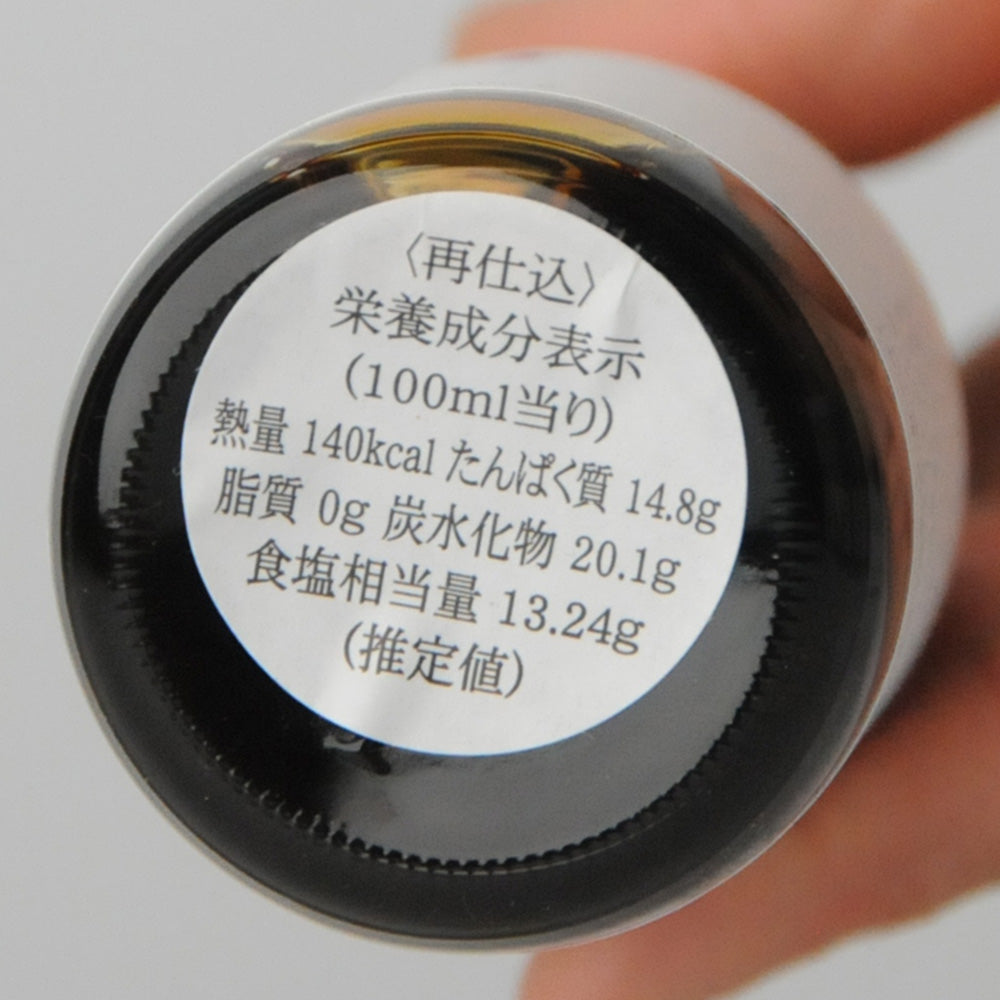 〈再仕込〉
栄養成分表示
(100ml当り)
熱量 140kcal たんぱく質 14.8g
脂質 0g 炭水化物 20.1g
食塩相当量 13.24g
(推定値)